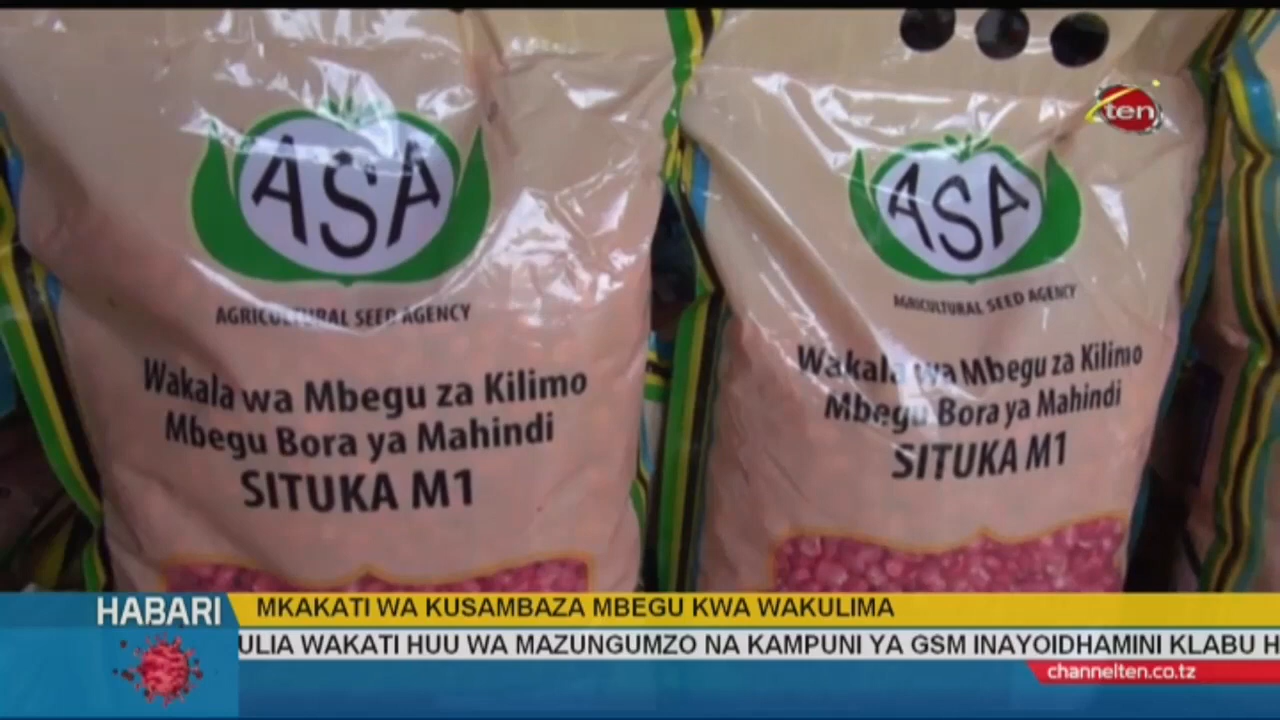 ten
ASA
AGRICULTURAL SEED AGENCY
Wakala wa Mbegu za Kilimo
Mbegu Bora ya Mahindi
SITUKA M1
ASA
AGRICULTURAL SEED AGENCY
Wakala wa Mbegu za Kilimo
Mbegu Bora ya Mahindi
SITUKA M1
HABARI
MKAKATI WA KUSAMBAZA MBEGU KWA WAKULIMA
ULIA WAKATI HUU WA MAZUNGUMZO NA KAMPUNI YA GSM INAYOIDHAMINI KLABU H
channelten.co.tz